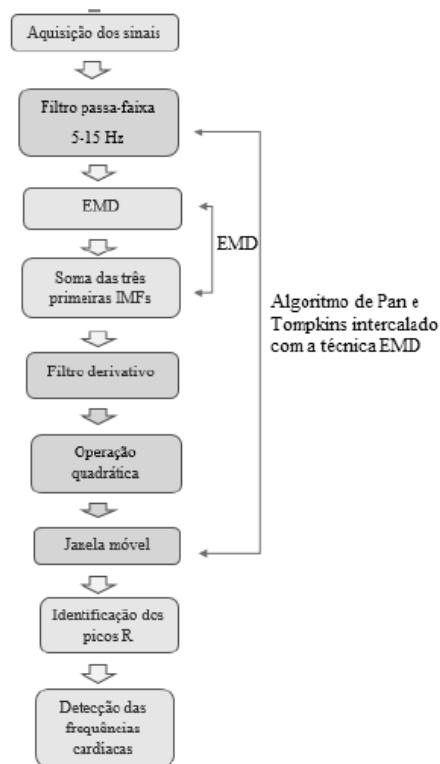 Aquisição dos sinais
Filtro passa-faixa
5-15 Hz
EMD
EMD
Soma das três
primeiras IMFs
Algoritmo de Pan e
Tompkins intercalado
com a técnica EMD
Filtro derivativo
Operação
quadrática
Janela móvel
Identificação dos
picos R
Detecção das
frequências
cardíacas